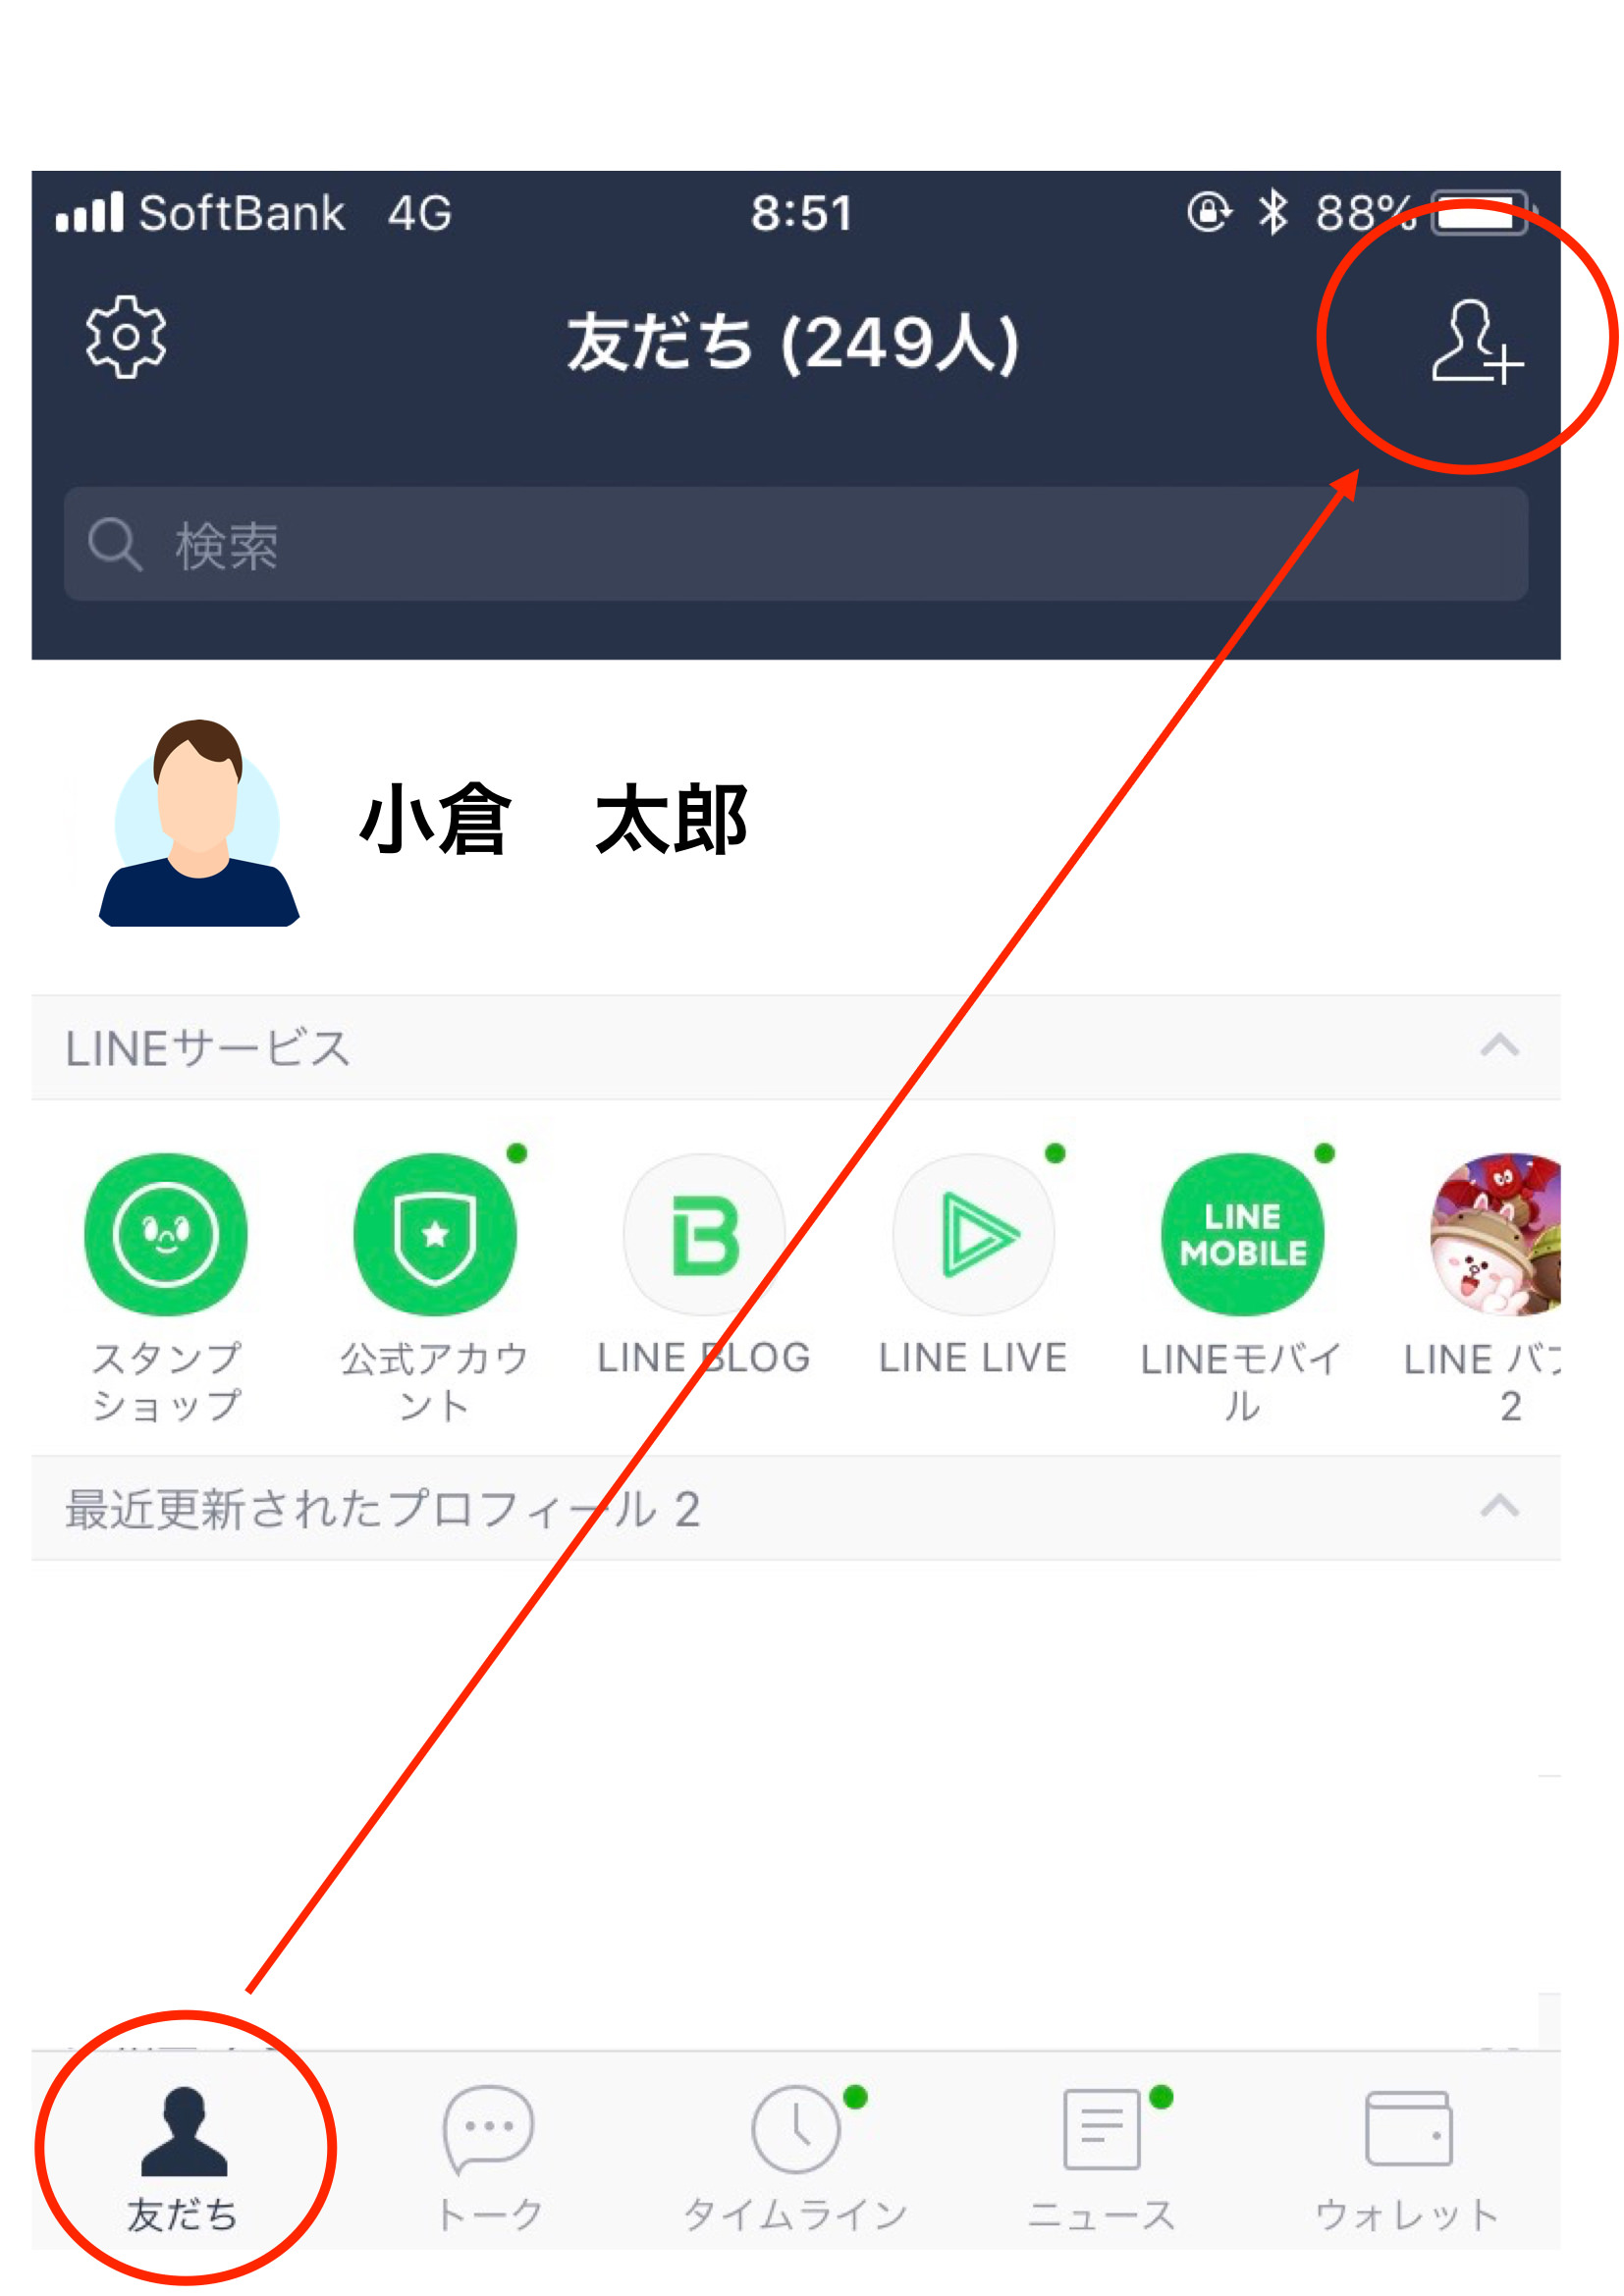 SoftBank 4G 8:51 88%
友だち (249人)
検索
小倉　太郎
LINEサービス
LINE
MOBILE
スタンプ
ショップ
公式アカウ
ント
LINE BLOG
LINE LIVE
LINEモバイ
ル
LINE バブ
2
最近更新されたプロフィール 2
友だち
トーク
タイムライン
ニュース
ウォレット